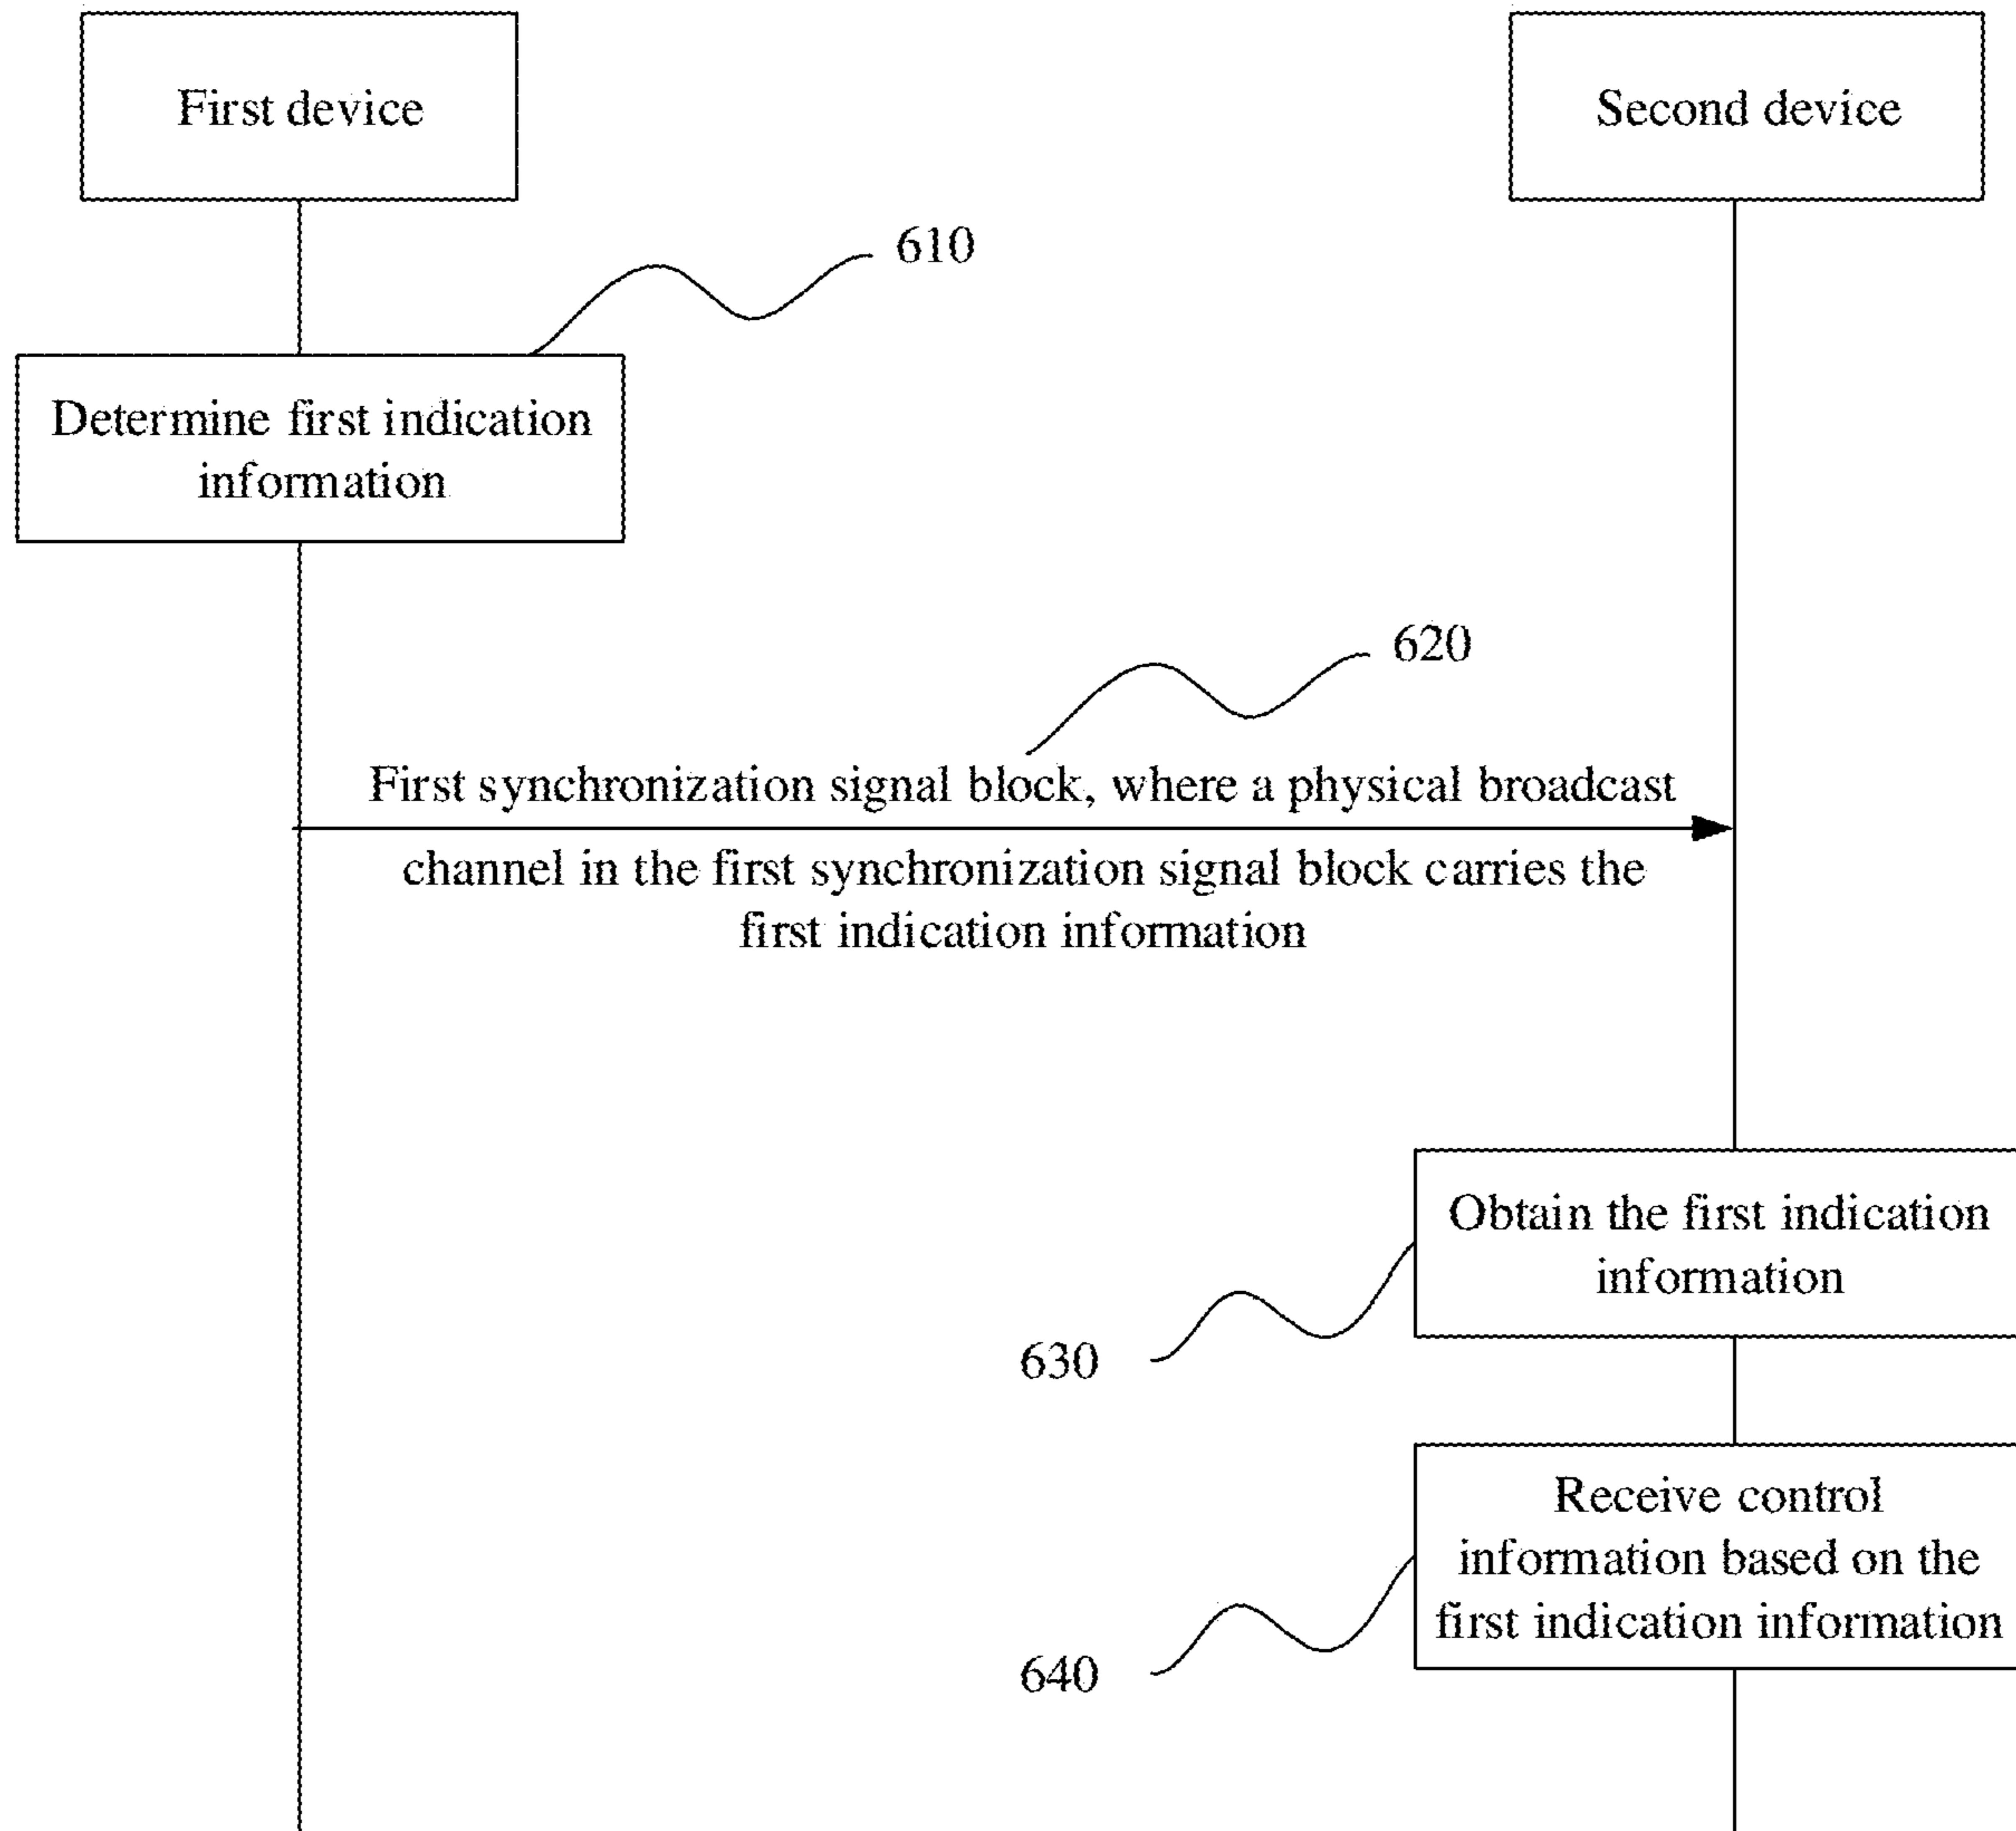 First device
Second device
610
Determine first indication
information
620
First synchronization signal block, where a physical broadcast
channel in the first synchronization signal block carries the
first indication information
Obtain the first indication
information
630
Receive control
information based on the
first indication information
640